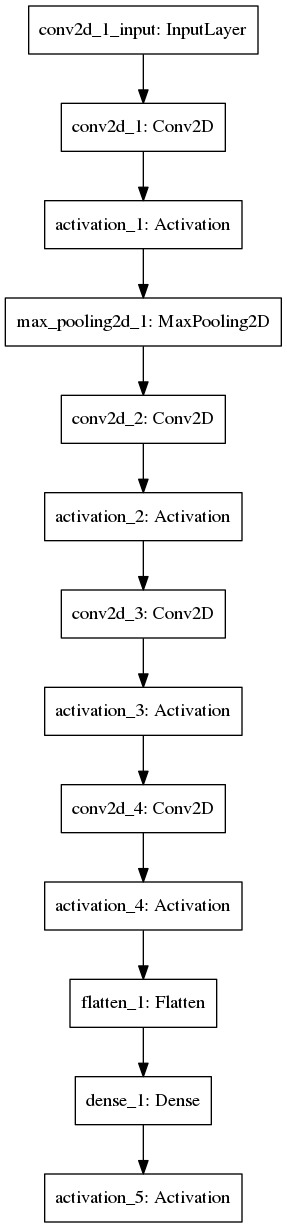 conv2d_1_input: InputLayer
conv2d_1: Conv2D
activation_1: Activation
max_pooling2d_1: MaxPooling2D
conv2d_2: Conv2D
activation_2: Activation
conv2d_3: Conv2D
activation_3: Activation
conv2d_4: Conv2D
activation_4: Activation
flatten_1: Flatten
dense_1: Dense
activation_5: Activation